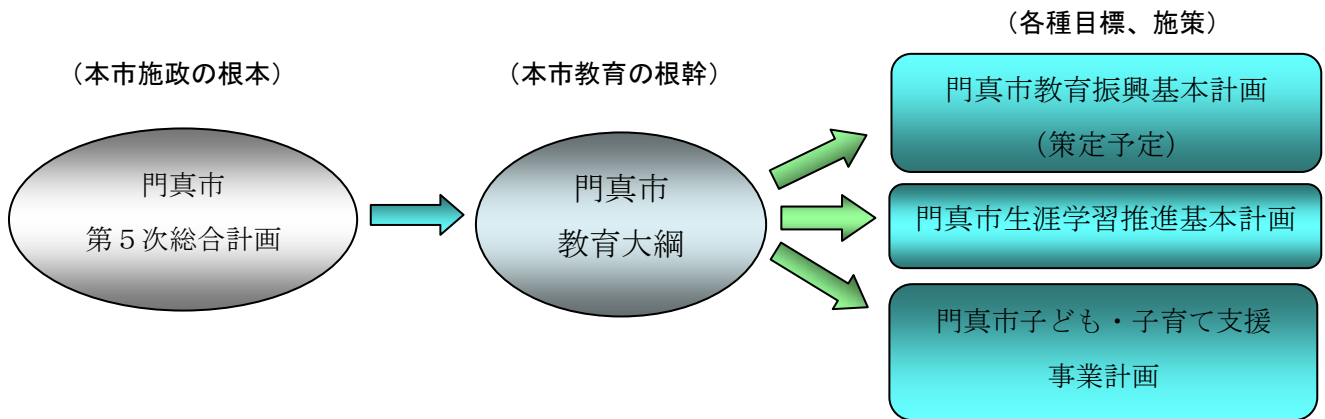 （本市施政の根本）
門真市
第５次総合計画
（本市教育の根幹）
門真市
教育大綱
（各種目標、施策）
門真市教育振興基本計画
（策定予定）
門真市生涯学習推進基本計画
門真市子ども・子育て支援
事業計画